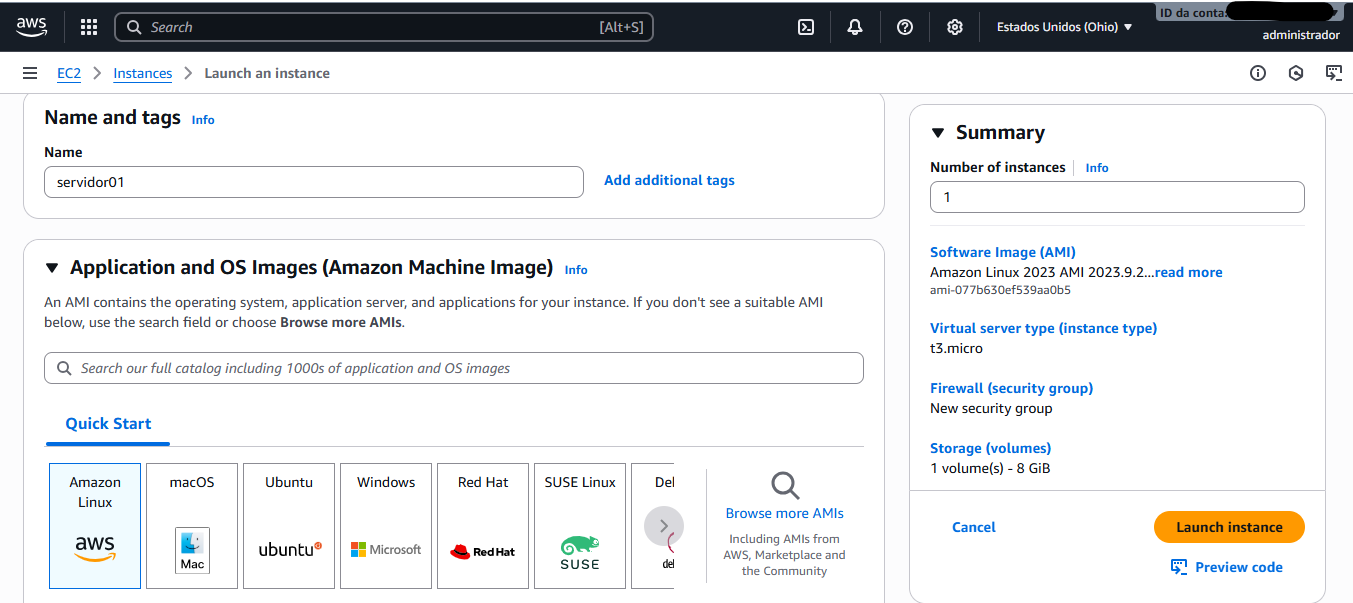 aws
Search [Alt+S]
Estados Unidos (Ohio)
ID da conta:
administrador
EC2 Instances Launch an instance
Name and tags Info
Name
servidor01
Add additional tags
Application and OS Images (Amazon Machine Image) Info
An AMI contains the operating system, application server, and applications for your instance. If you don't see a suitable AMI
below, use the search field or choose Browse more AMIs.
Search our full catalog including 1000s of application and OS images
Quick Start
Amazon
Linux
aws
macOS
Mac
Ubuntu
ubuntu
Windows
Microsoft
Red Hat
Red Hat
SUSE Linux
SUSE
Browse more AMIs
Including AMIs from
AWS, Marketplace and
the Community
Summary
Number of instances Info
1
Software Image (AMI)
Amazon Linux 2023 AMI 2023.9.2...read more
ami-077b630ef539aa0b5
Virtual server type (instance type)
t3.micro
Firewall (security group)
New security group
Storage (volumes)
1 volume(s) - 8 GiB
Cancel
Launch instance
Preview code